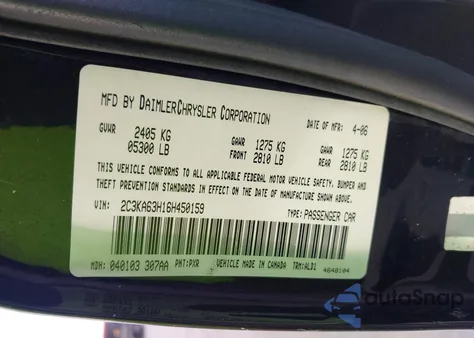 MFD BY DAIMLERCHRYSLER CORPORATION DATE OF MFR: 4-06
GVWR 2405 KG GAWR 1275 KG GAWR 1275 KG
05300 LB FRONT 2810 LB REAR 2810 LB
THIS VEHICLE CONFORMS TO ALL APPLICABLE FEDERAL MOTOR VEHICLE SAFETY, BUMPER AND
THEFT PREVENTION STANDARDS IN EFFECT ON THE DATE OF MANUFACTURE SHOWN ABOVE.
VIN: 2C3KA63H16H450159 TYPE: PASSENGER CAR
MDH: 040103 307AA PNT: PXR VEHICLE MADE IN CANADA TRM: ALD1 4648104
autoSnap